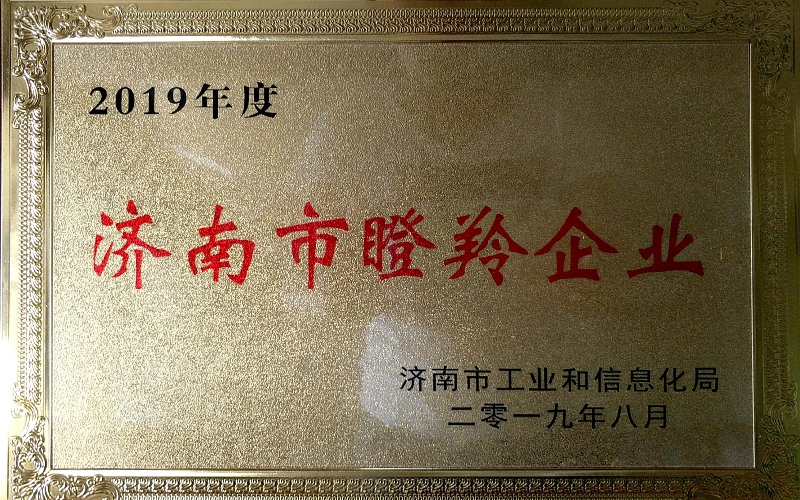 2019年度
济南市瞪羚企业
济南市工业和信息化局
二零一九年八月